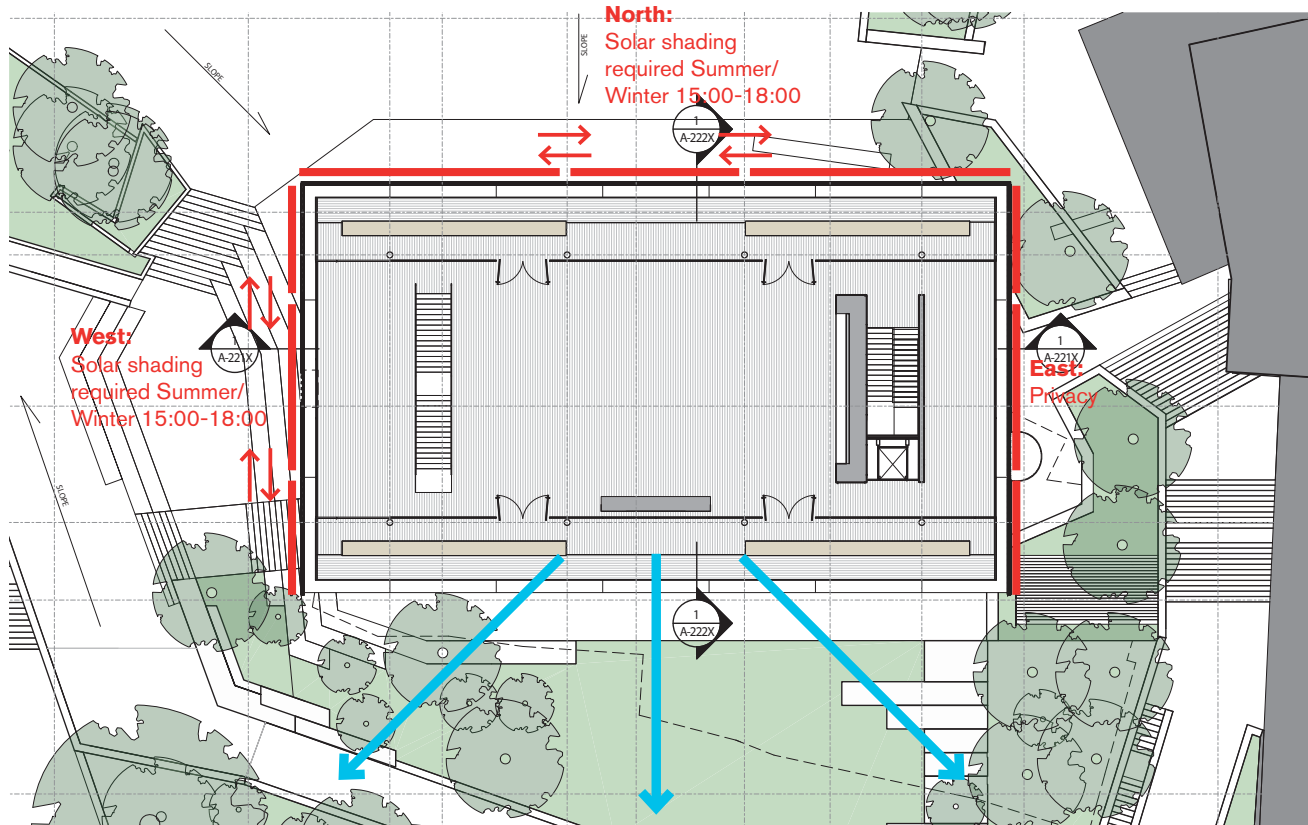 North:
Solar shading
required Summer/
Winter 15:00-18:00
SLOPE
SLOPE
1
A-222X
West:
Solar shading
required Summer/
Winter 15:00-18:00
1
A-221X
1
A-221X
East:
Privacy
SLOPE
1
A-222X